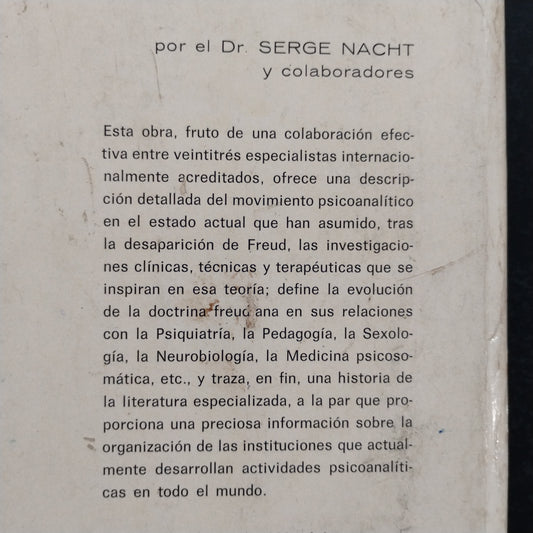 por el Dr. SERGE NACHT
y colaboradores
Esta obra, fruto de una colaboración efec-
tiva entre veintitrés especialistas internacio-
nalmente acreditados, ofrece una descrip-
ción detallada del movimiento psicoanalítico
en el estado actual que han asumido, tras
la desaparición de Freud, las investigacio-
nes clínicas, técnicas y terapéuticas que se
inspiran en esa teoría; define la evolución
de la doctrina freudiana en sus relaciones
con la Psiquiatría, la Pedagogía, la Sexolo-
gía, la Neurobiología, la Medicina psicoso-
mática, etc., y traza, en fin, una historia de
la literatura especializada, a la par que pro-
porciona una preciosa información sobre la
organización de las instituciones que actual-
mente desarrollan actividades psicoanalíti-
cas en todo el mundo.